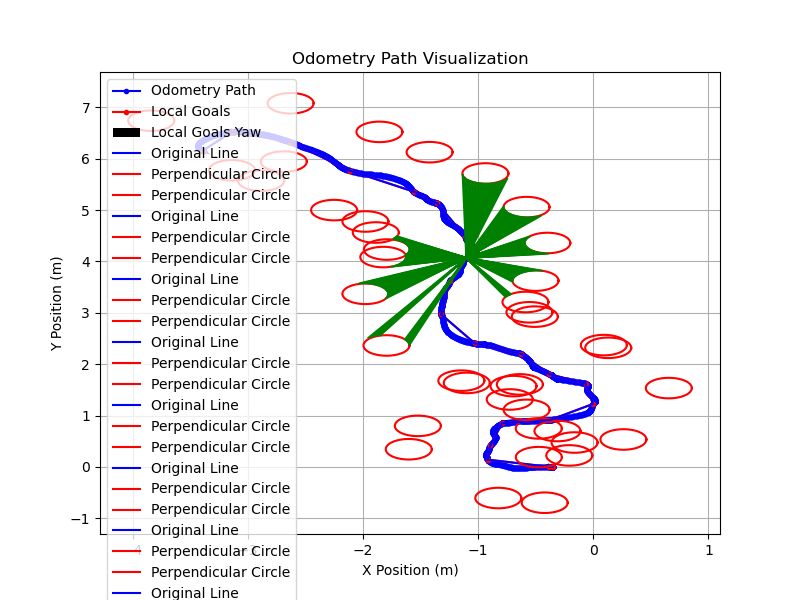 Odometry Path Visualization
Y Position (m)
7
6
5
4
3
2
1
0
−1
Odometry Path
Local Goals
Local Goals Yaw
Original Line
Perpendicular Circle
Perpendicular Circle
Original Line
Perpendicular Circle
Perpendicular Circle
Original Line
Perpendicular Circle
Perpendicular Circle
Original Line
Perpendicular Circle
Perpendicular Circle
Original Line
Perpendicular Circle
Perpendicular Circle
Original Line
Perpendicular Circle
Perpendicular Circle
Original Line
Perpendicular Circle
Perpendicular Circle
Original Line
−4 −3 −2 −1 0 1
X Position (m)